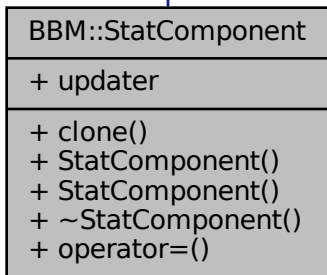 BBM::StatComponent
+ updater
+ clone()
+ StatComponent()
+ StatComponent()
+ ~StatComponent()
+ operator=()